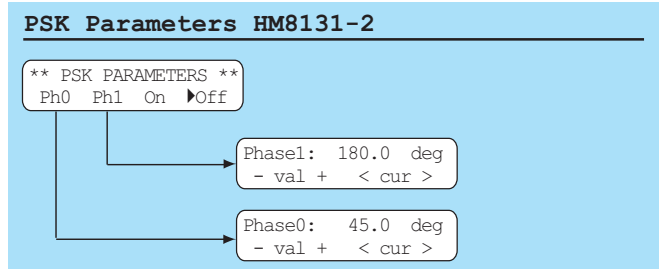 PSK Parameters HM8131-2
** PSK PARAMETERS **
Ph0 Ph1 On ▶Off
Phase1: 180.0 deg
- val + < cur >
Phase0: 45.0 deg
- val + < cur >